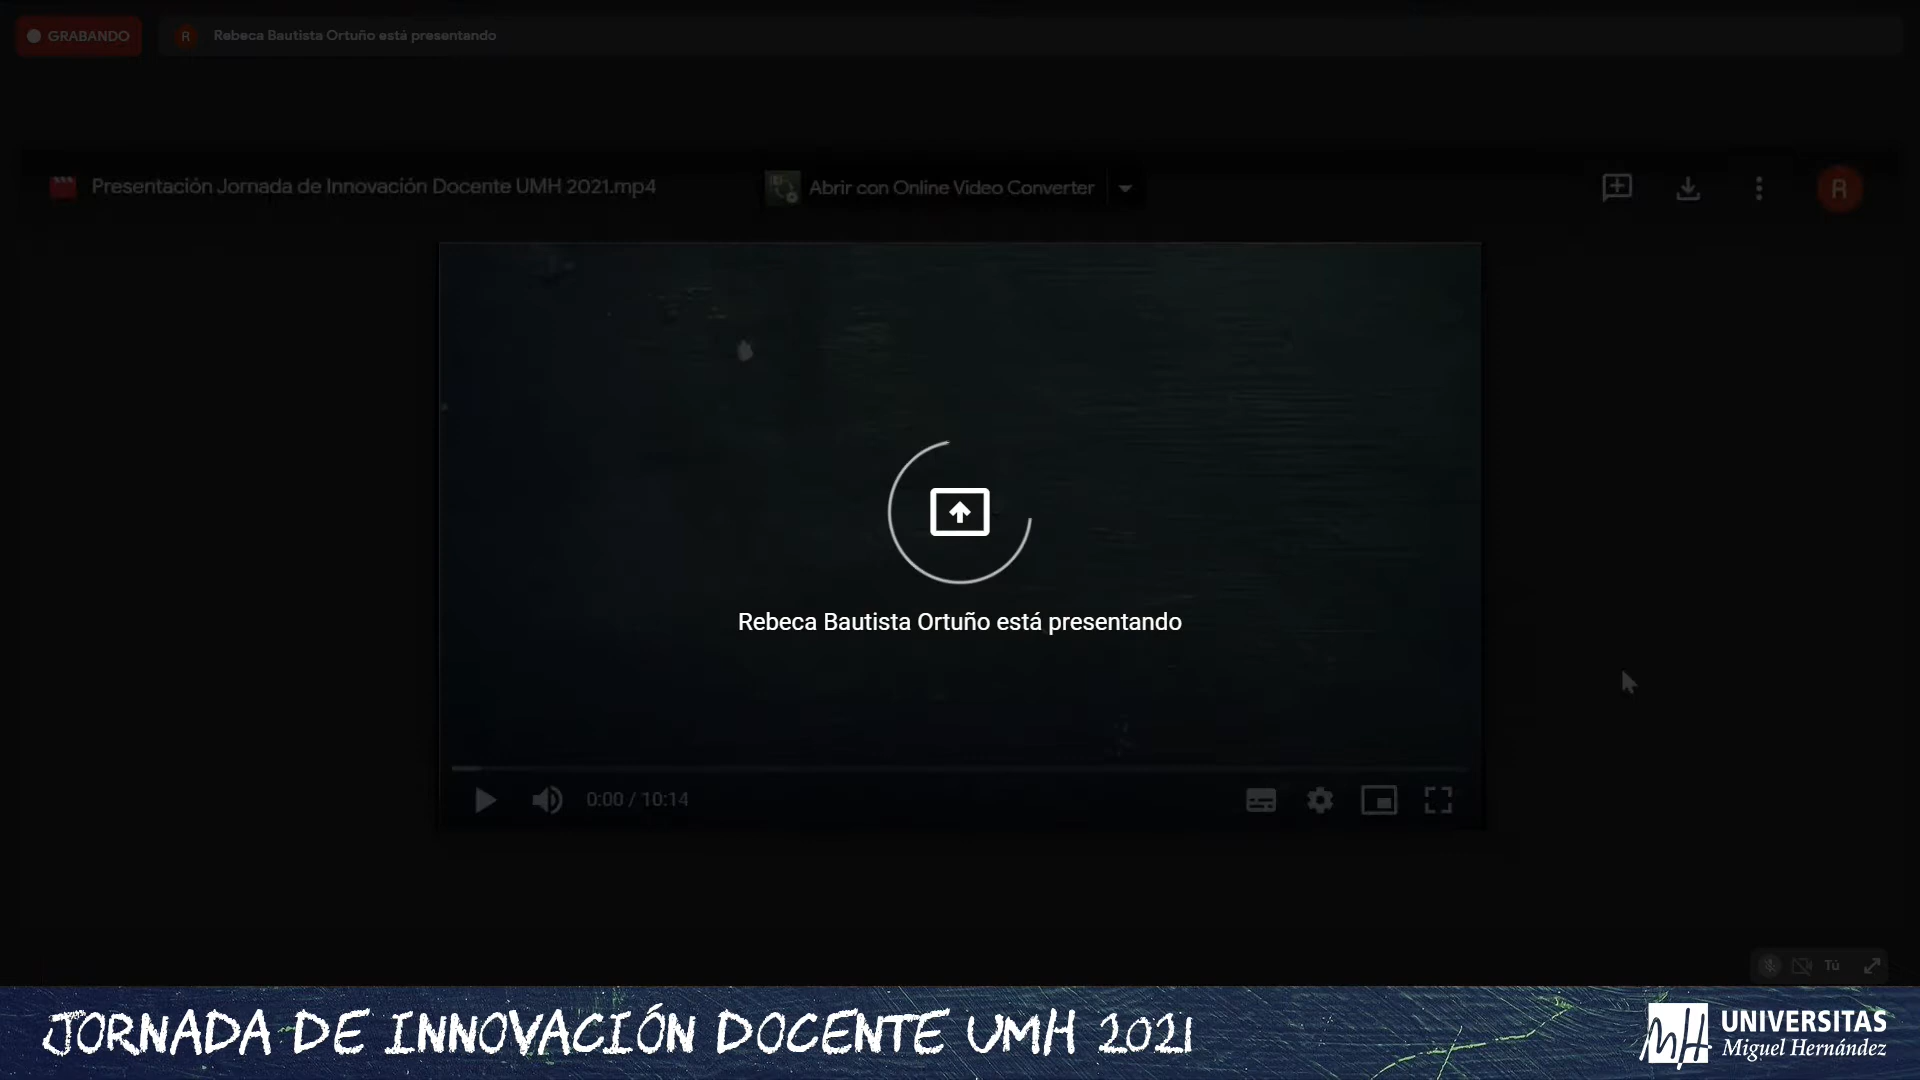 GRABANDO
R
Rebeca Bautista Ortuño está presentando
Presentación Jornada de Innovación Docente UMH 2021.mp4
Abrir con Online Video Converter
R
Rebeca Bautista Ortuño está presentando
0:00 / 10:14
Tú
JORNADA DE INNOVACIÓN DOCENTE UMH 2021
UNIVERSITAS
Miguel Hernández